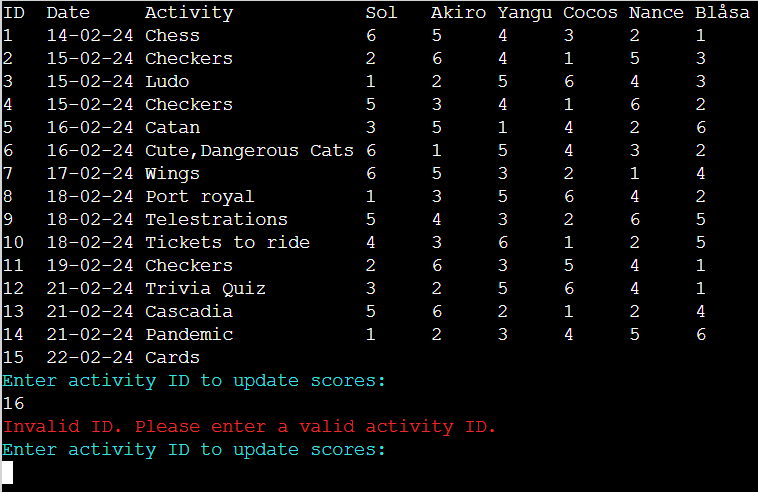 ID  Date     Activity            Sol   Akiro Yangu Cocos Nance Blåsa
1   14-02-24 Chess               6     5     4     3     2     1
2   15-02-24 Checkers            2     6     4     1     5     3
3   15-02-24 Ludo                1     2     5     6     4     3
4   15-02-24 Checkers            5     3     4     1     6     2
5   16-02-24 Catan               3     5     1     4     2     6
6   16-02-24 Cute,Dangerous Cats 6     1     5     4     3     2
7   17-02-24 Wings               6     5     3     2     1     4
8   18-02-24 Port royal          1     3     5     6     4     2
9   18-02-24 Telestrations       5     4     3     2     6     5
10  18-02-24 Tickets to ride     4     3     6     1     2     5
11  19-02-24 Checkers            2     6     3     5     4     1
12  21-02-24 Trivia Quiz         3     2     5     6     4     1
13  21-02-24 Cascadia            5     6     2     1     2     4
14  21-02-24 Pandemic            1     2     3     4     5     6
15  22-02-24 Cards
Enter activity ID to update scores:
16
Invalid ID. Please enter a valid activity ID.
Enter activity ID to update scores: